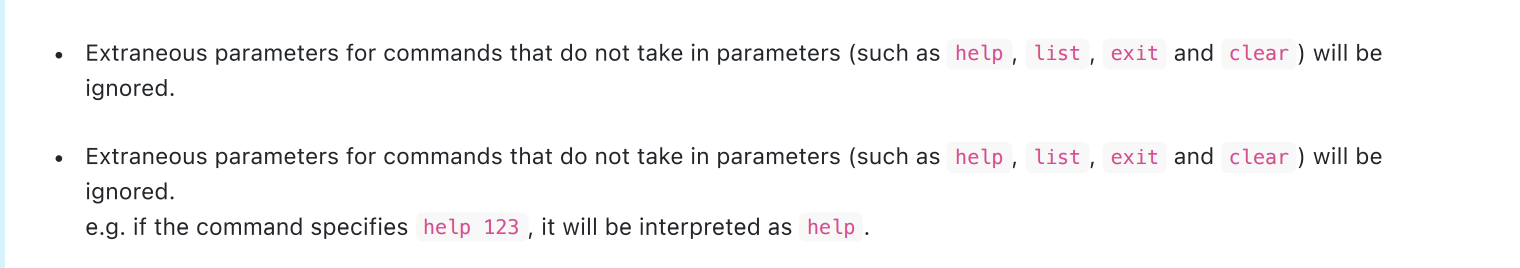 • Extraneous parameters for commands that do not take in parameters (such as help, list, exit and clear) will be
ignored.
• Extraneous parameters for commands that do not take in parameters (such as help, list, exit and clear) will be
ignored.
e.g. if the command specifies help 123, it will be interpreted as help.